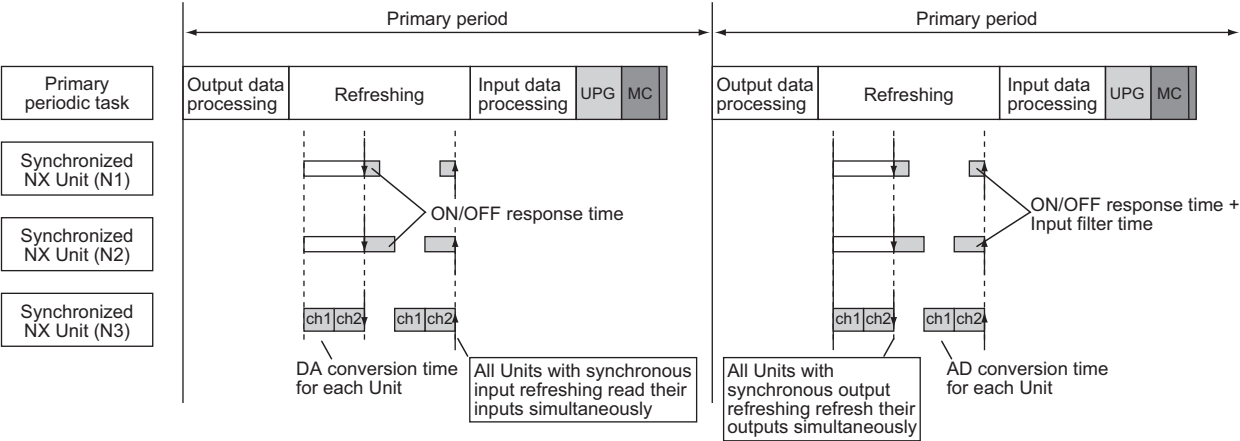 Primary period
Primary period
Primary
periodic task
Output data
processing
Refreshing
Input data
processing
UPG
MC
Output data
processing
Refreshing
Input data
processing
UPG
MC
Synchronized
NX Unit (N1)
ON/OFF response time
ON/OFF response time +
Input filter time
Synchronized
NX Unit (N2)
Synchronized
NX Unit (N3)
ch1
ch2
ch1
ch2
ch1
ch2
ch1
ch2
DA conversion time
for each Unit
All Units with synchronous
input refreshing read their
inputs simultaneously
All Units with
synchronous output
refreshing refresh their
outputs simultaneously
AD conversion time
for each Unit